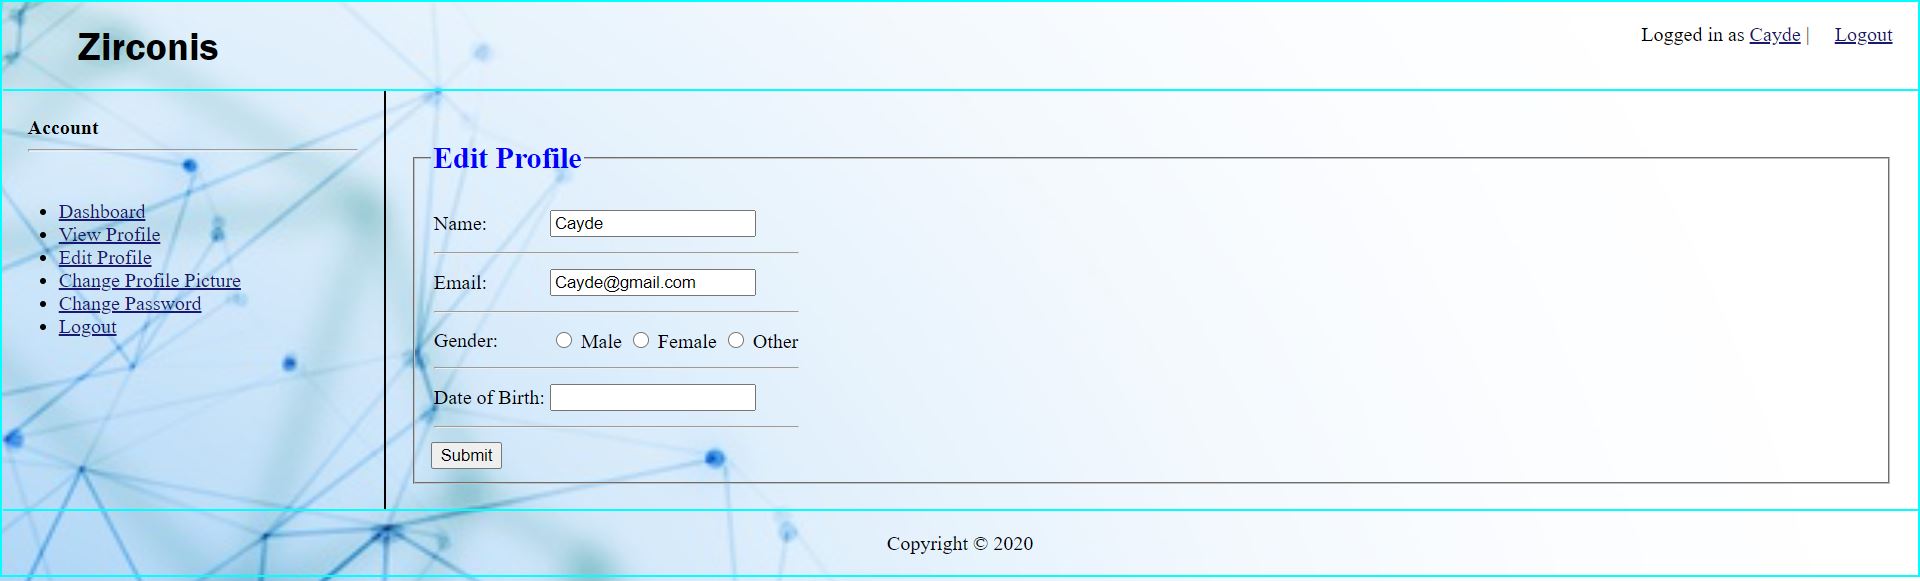 Zirconis
Logged in as Cayde | Logout
Account
Dashboard
View Profile
Edit Profile
Change Profile Picture
Change Password
Logout
Edit Profile
Name: Cayde
Email: Cayde@gmail.com
Gender: Male Female Other
Date of Birth:
Submit
Copyright © 2020